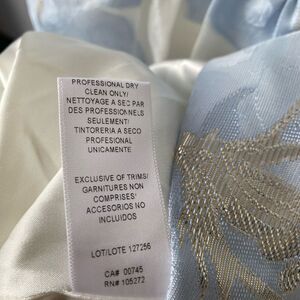 PROFESSIONAL DRY
CLEAN ONLY/
NETTOYAGE A SEC PAR
DES PROFESSIONNELS
SEULEMENT/
TINTORERIA A SECO
PROFESIONAL
UNICAMENTE
EXCLUSIVE OF TRIMS/
GARNITURES NON
COMPRISES/
ACCESORIOS NO
INCLUIDOS
LOT/LOTE 127256
CA# 00745
RN# 105272